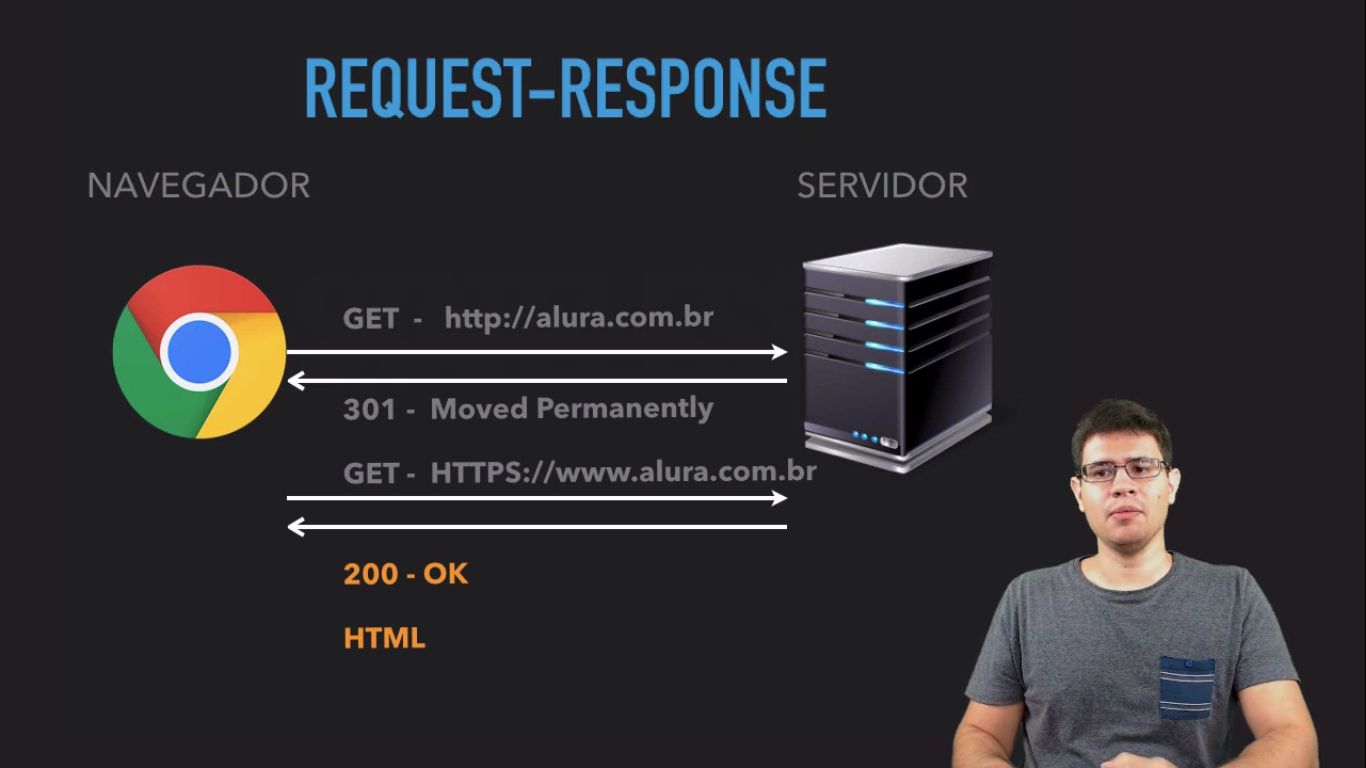 REQUEST-RESPONSE
NAVEGADOR
SERVIDOR
GET - http://alura.com.br
301 - Moved Permanently
GET - HTTPS://www.alura.com.br
200 - OK
HTML